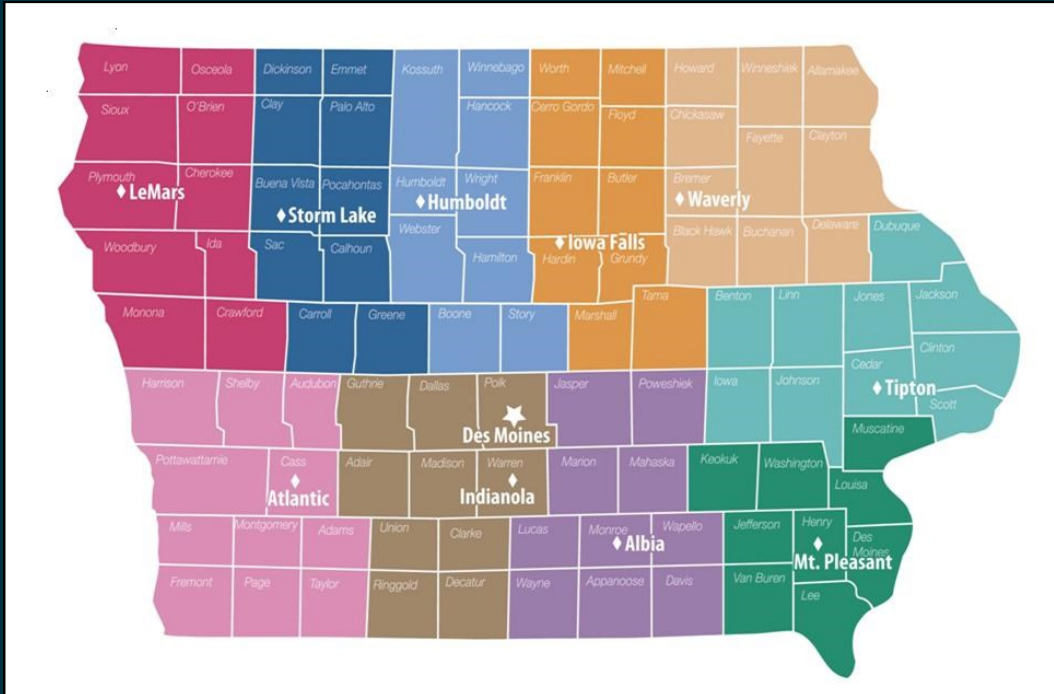 Lyon
Osceola
Dickinson
Emmet
Kossuth
Winnebago
Worth
Mitchell
Howard
Winneshiek
Allamakee
Sioux
O'Brien
Clay
Palo Alto
Hancock
Cerro Gordo
Floyd
Chickasaw
Fayette
Clayton
Plymouth
LeMars
Cherokee
Buena Vista
Pocahontas
Storm Lake
Humboldt
Humboldt
Wright
Franklin
Butler
Bremer
Waverly
Woodbury
Ida
Sac
Calhoun
Webster
Hamilton
Iowa Falls
Hardin
Grundy
Black Hawk
Buchanan
Delaware
Dubuque
Monona
Crawford
Carroll
Greene
Boone
Story
Marshall
Tama
Benton
Linn
Jones
Jackson
Clinton
Harrison
Shelby
Audubon
Guthrie
Dallas
Polk
Des Moines
Jasper
Poweshiek
Iowa
Johnson
Cedar
Tipton
Scott
Muscatine
Pottawattamie
Cass
Atlantic
Adair
Madison
Warren
Indianola
Marion
Mahaska
Keokuk
Washington
Louisa
Mills
Montgomery
Adams
Union
Clarke
Lucas
Monroe
Albia
Wapello
Jefferson
Henry
Mt. Pleasant
Des
Moines
Fremont
Page
Taylor
Ringgold
Decatur
Wayne
Appanoose
Davis
Van Buren
Lee